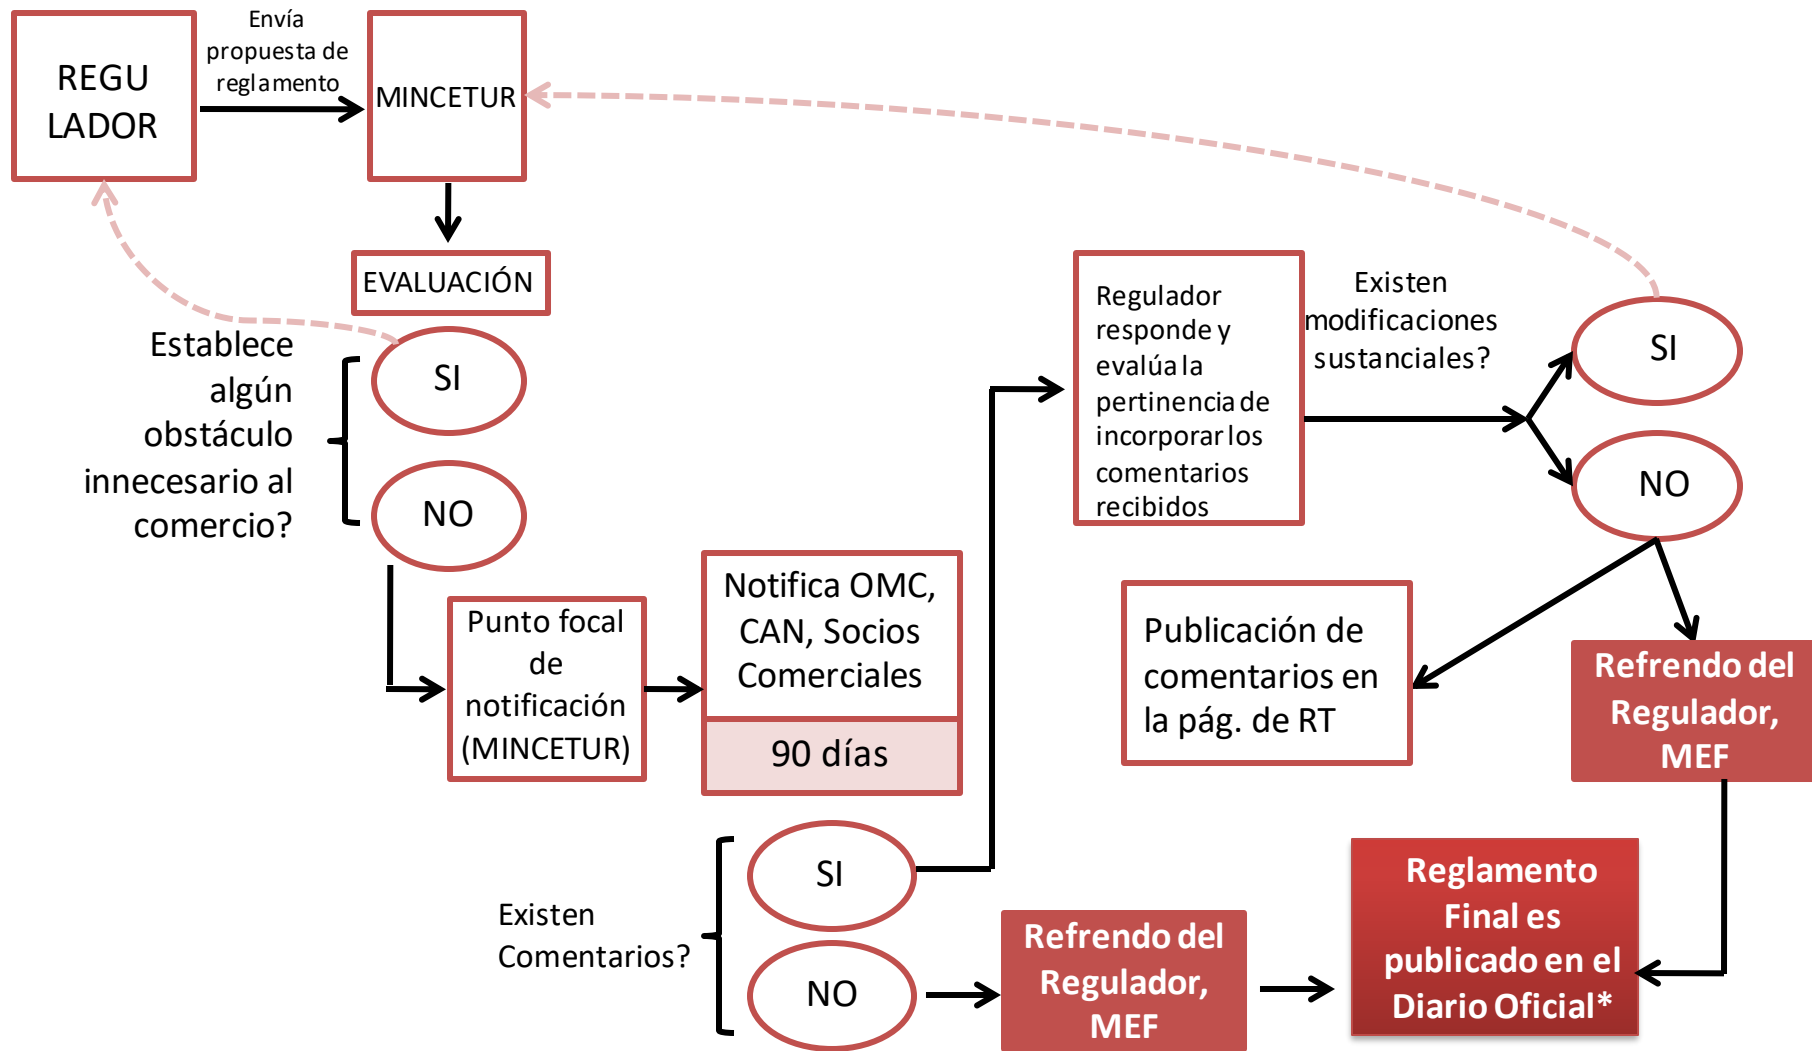 REGU
LADOR
Envía
propuesta de
reglamento
MINCETUR
EVALUACIÓN
Establece
algún
obstáculo
innecesario al
comercio?
SI
NO
Punto focal
de
notificación
(MINCETUR)
Notifica OMC,
CAN, Socios
Comerciales
90 días
Existen
Comentarios?
SI
NO
Refrendo del
Regulador,
MEF
Regulador
responde y
evalúa la
pertinencia de
incorporar los
comentarios
recibidos
Existen
modificaciones
sustanciales?
SI
NO
Publicación de
comentarios en
la pág. de RT
Refrendo del
Regulador,
MEF
Reglamento
Final es
publicado en el
Diario Oficial*